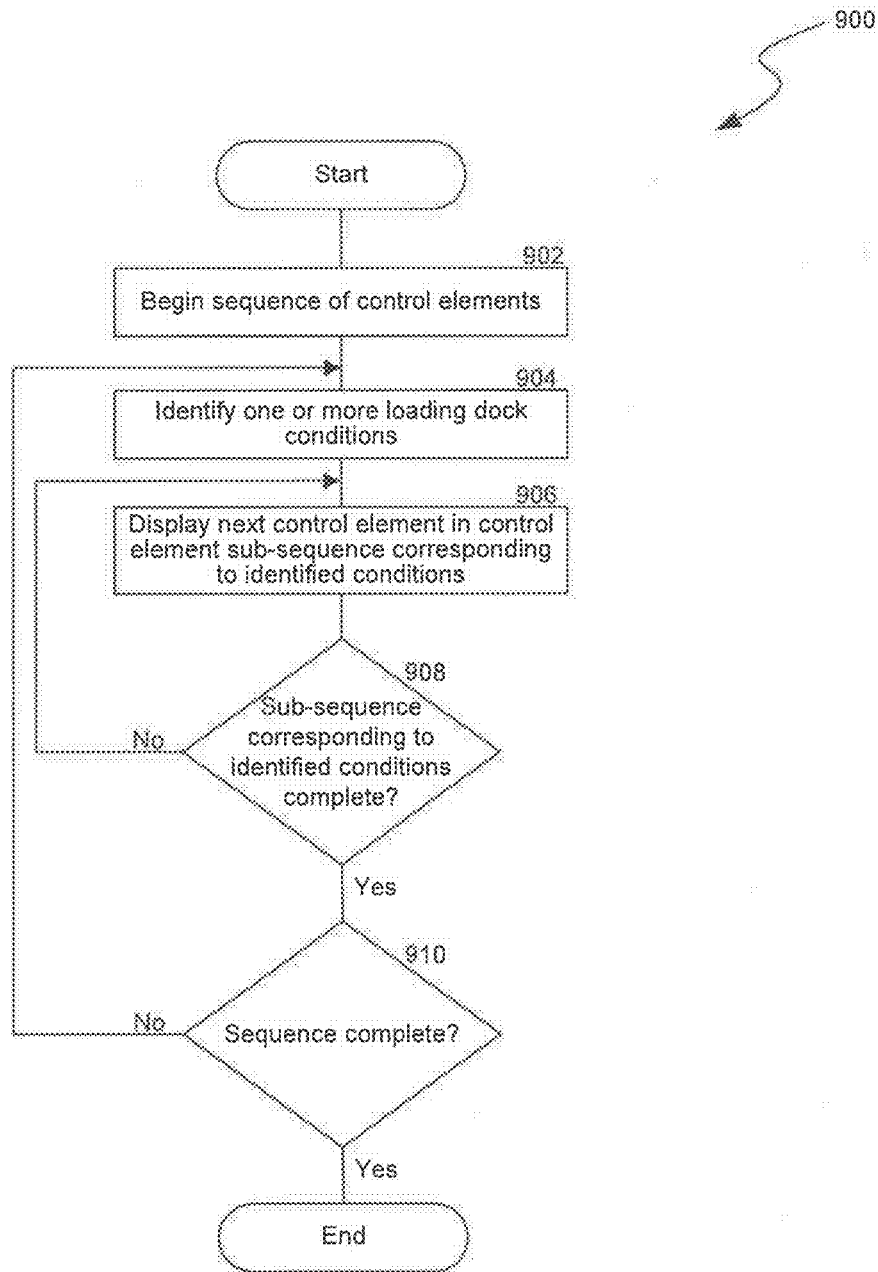 900
Start
902
Begin sequence of control elements
904
Identify one or more loading dock
conditions
906
Display next control element in control
element sub-sequence corresponding
to identified conditions
908
Sub-sequence
corresponding to
identified conditions
complete?
No
Yes
910
Sequence complete?
No
Yes
End